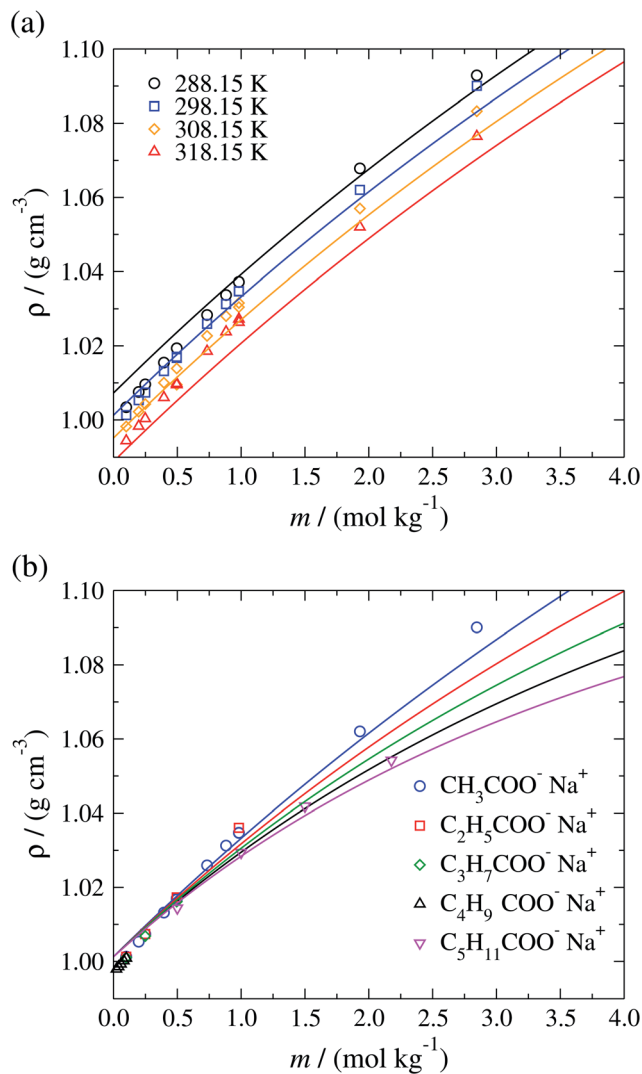 (a)
1.10
1.08
1.06
1.04
1.02
1.00
ρ / (g cm⁻³)
288.15 K
298.15 K
308.15 K
318.15 K
0.0 0.5 1.0 1.5 2.0 2.5 3.0 3.5 4.0
m / (mol kg⁻¹)
(b)
1.10
1.08
1.06
1.04
1.02
1.00
ρ / (g cm⁻³)
CH₃COO⁻ Na⁺
C₂H₅COO⁻ Na⁺
C₃H₇COO⁻ Na⁺
C₄H₉ COO⁻ Na⁺
C₅H₁₁COO⁻ Na⁺
0.0 0.5 1.0 1.5 2.0 2.5 3.0 3.5 4.0
m / (mol kg⁻¹)